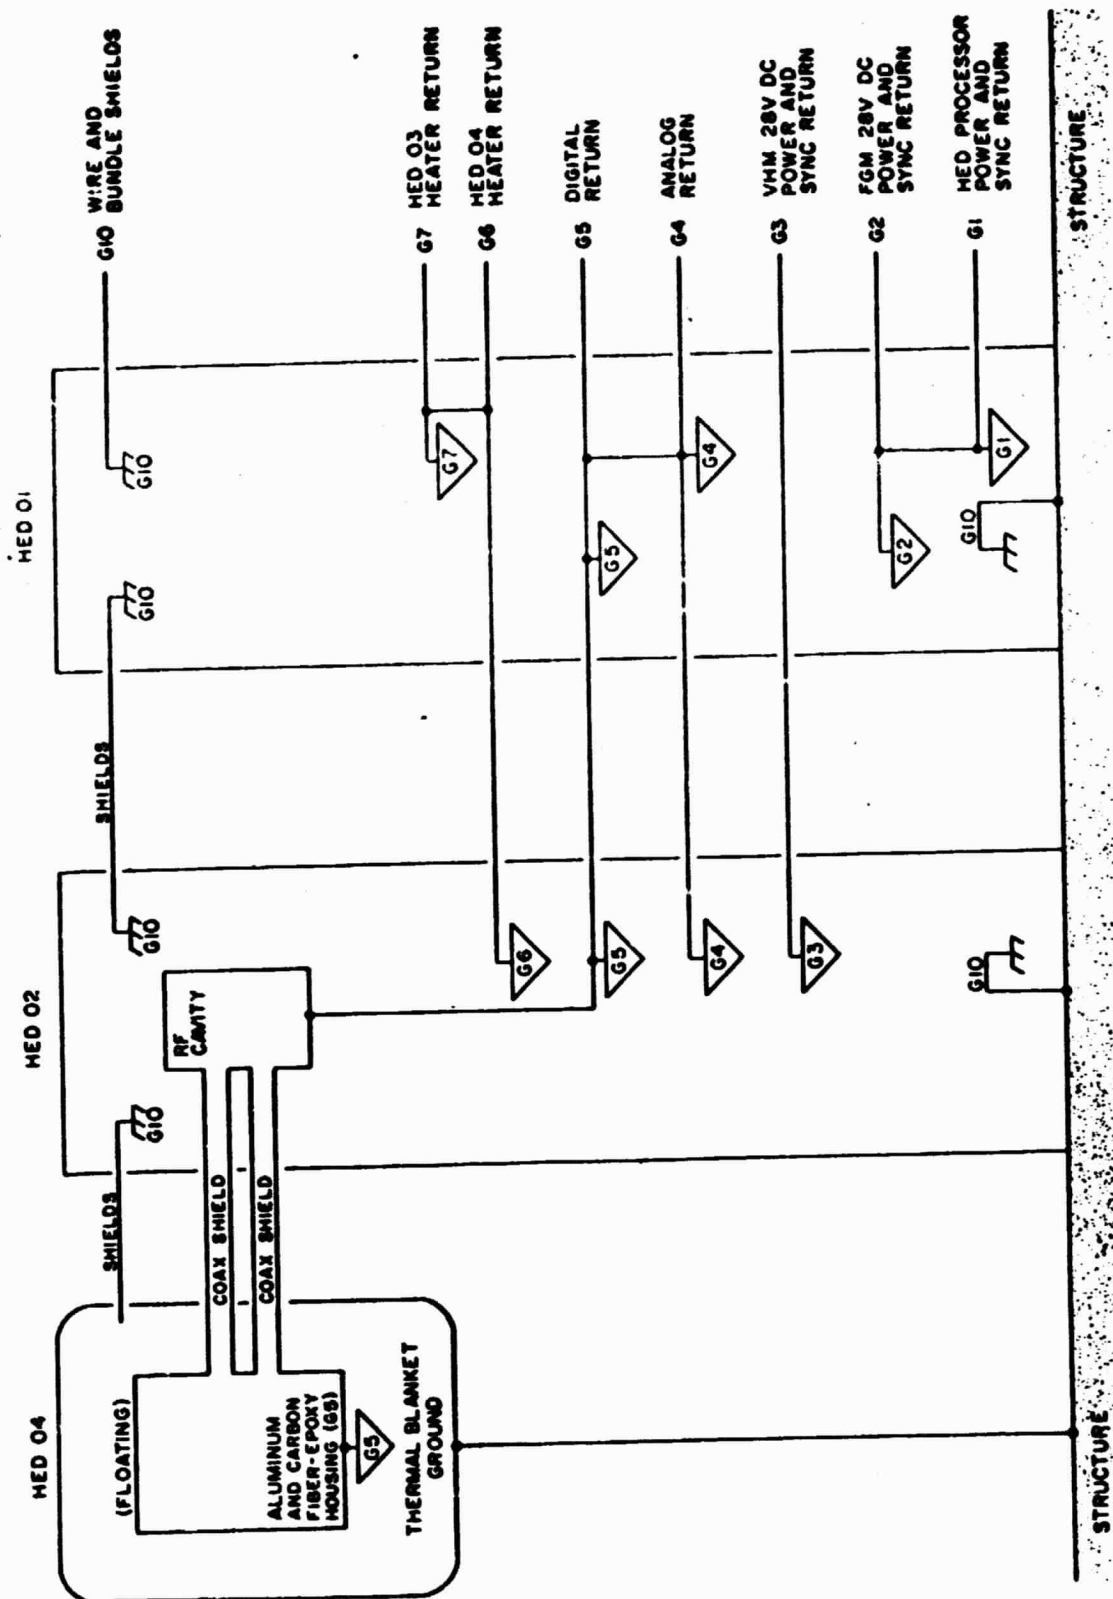 HED 04
(FLOATING)
ALUMINUM
AND CARBON
FIBER-EPOXY
HOUSING (G5)
G5
THERMAL BLANKET
GROUND
SHIELDS
COAX SHIELD
COAX SHIELD
HED 02
G10
RF
CAVITY
G10
G6
G5
G4
G3
G10
SHIELDS
HED 01
G10
G10
G7
G5
G4
G2
G1
G10
G10 WIRE AND
BUNDLE SHIELDS
G7 HED 03
HEATER RETURN
G6 HED 04
HEATER RETURN
G5 DIGITAL
RETURN
G4 ANALOG
RETURN
G3 VHM 28V DC
POWER AND
SYNC RETURN
G2 FGM 28V DC
POWER AND
SYNC RETURN
G1 HED PROCESSOR
POWER AND
SYNC RETURN
STRUCTURE
STRUCTURE